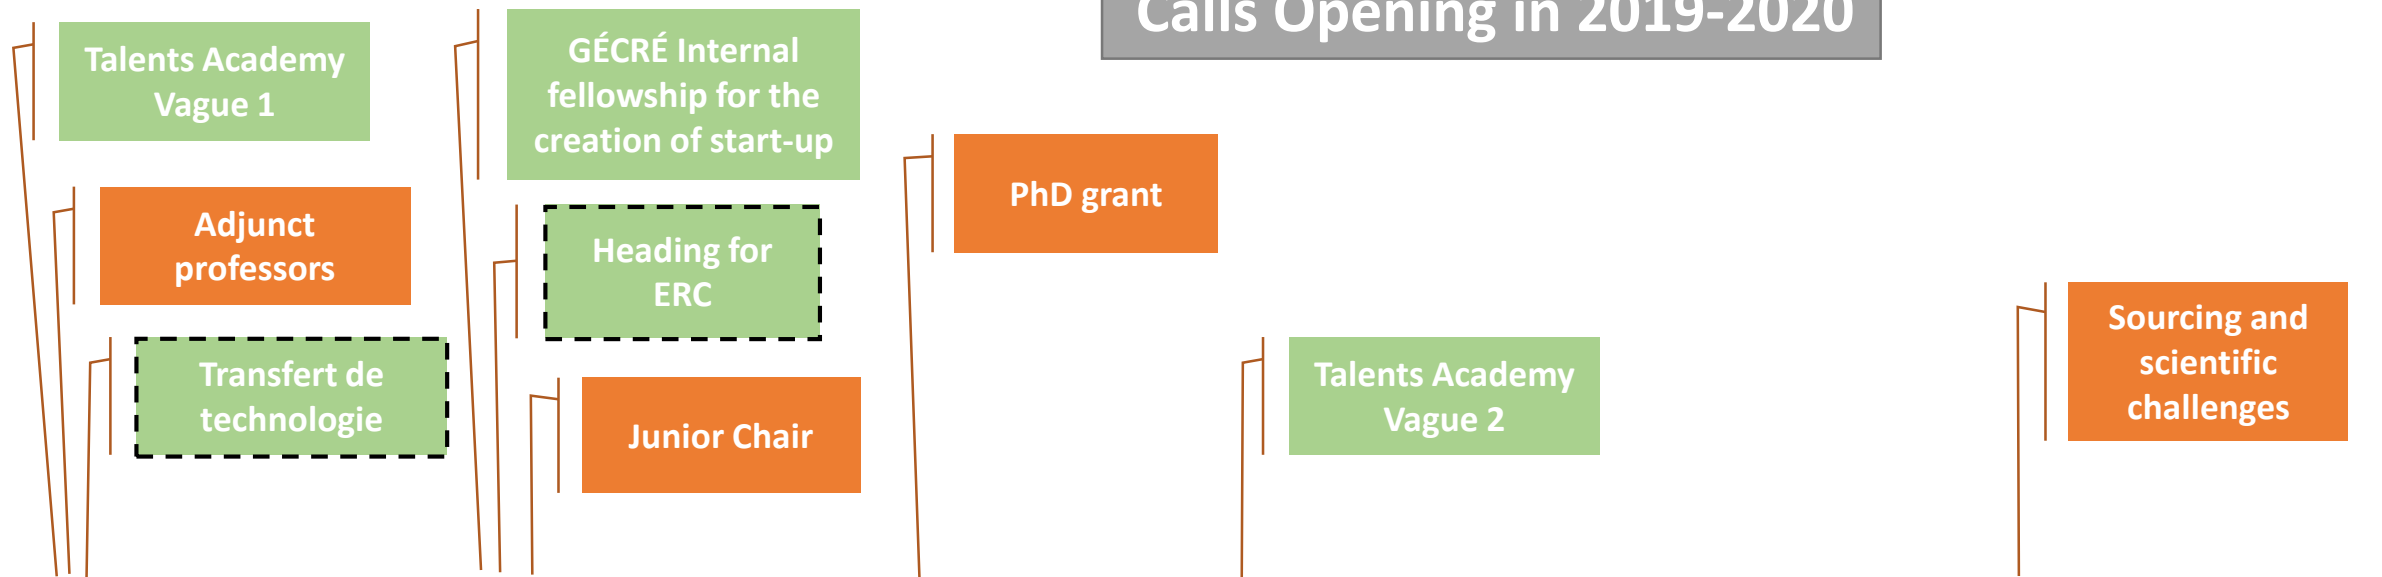 Calls Opening in 2019-2020
Talents Academy
Vague 1
Adjunct
professors
Transfert de
technologie
GÉCRÉ Internal
fellowship for the
creation of start-up
Heading for
ERC
Junior Chair
PhD grant
Talents Academy
Vague 2
Sourcing and
scientific
challenges